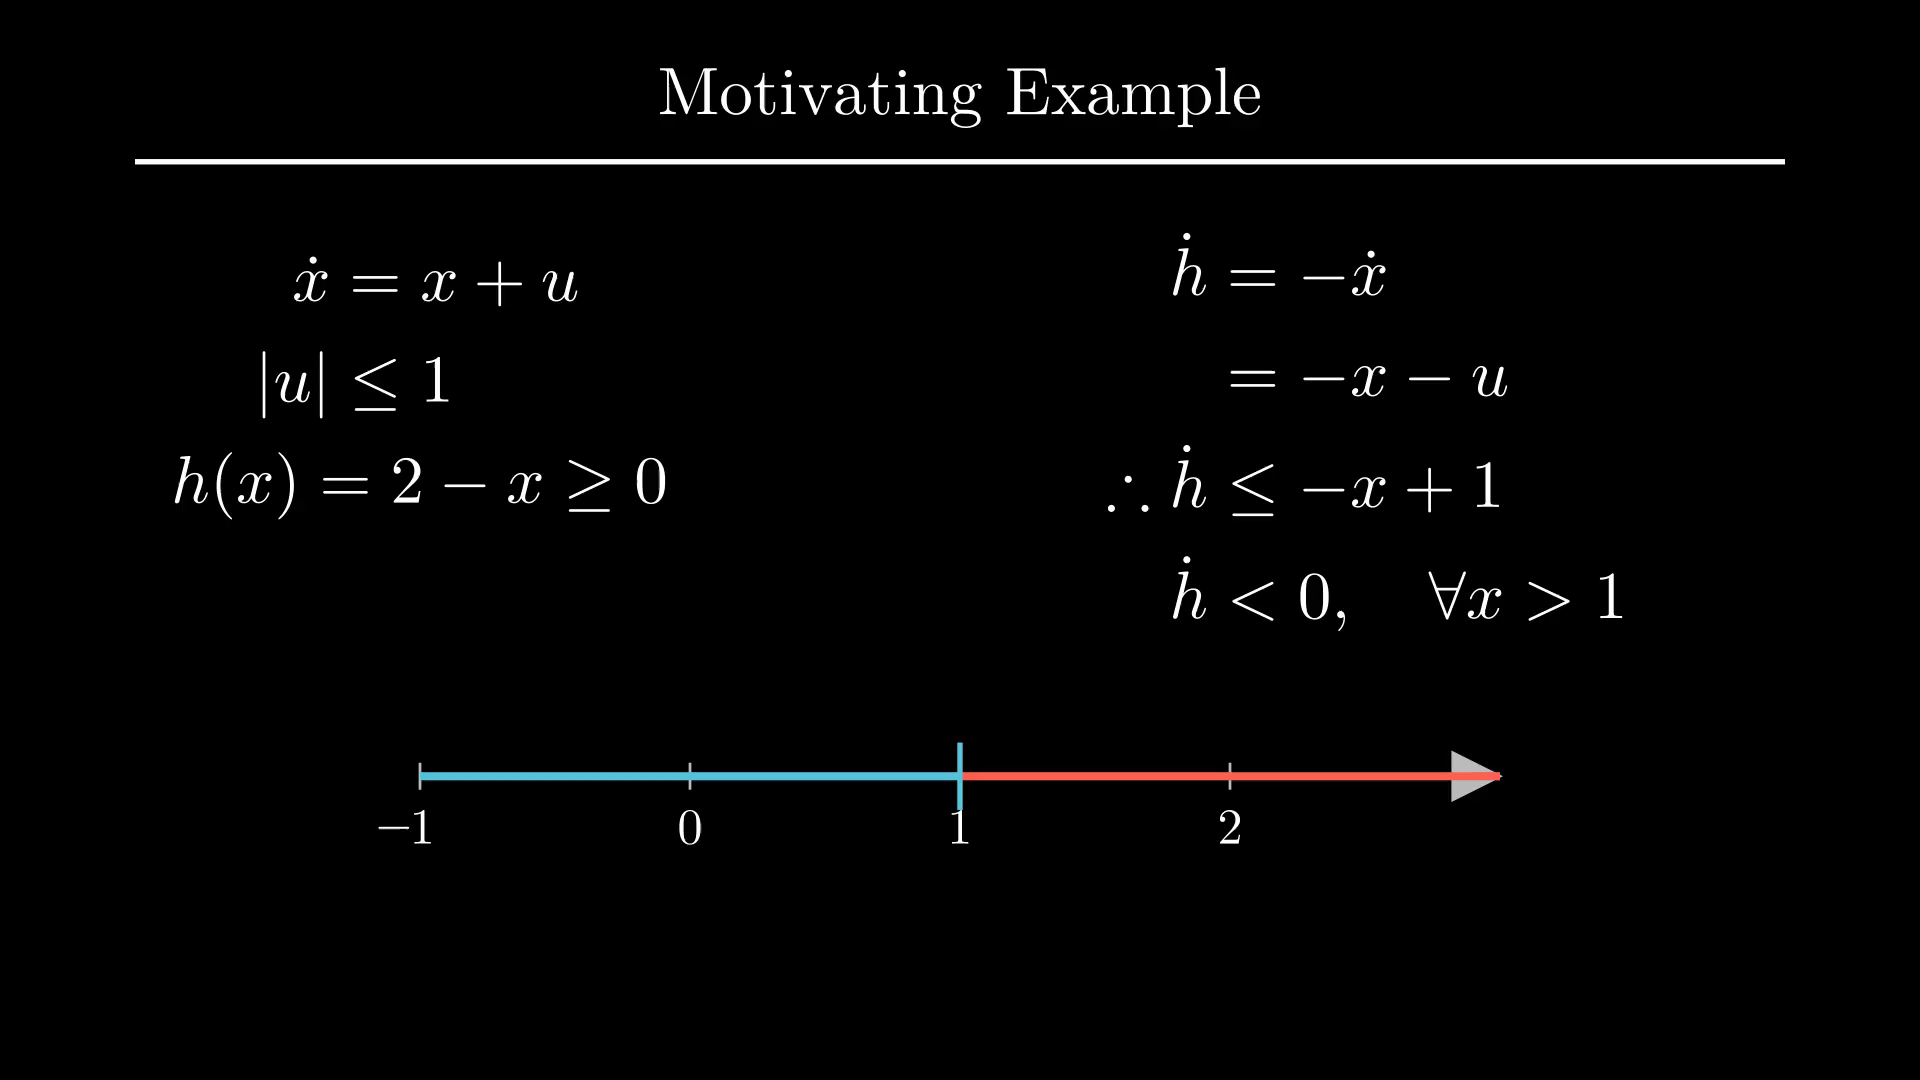 Motivating Example
ẋ = x + u
|u| ≤ 1
h(x) = 2 − x ≥ 0
ḣ = −ẋ
= −x − u
∴ ḣ ≤ −x + 1
ḣ < 0, ∀x > 1
−1 0 1 2